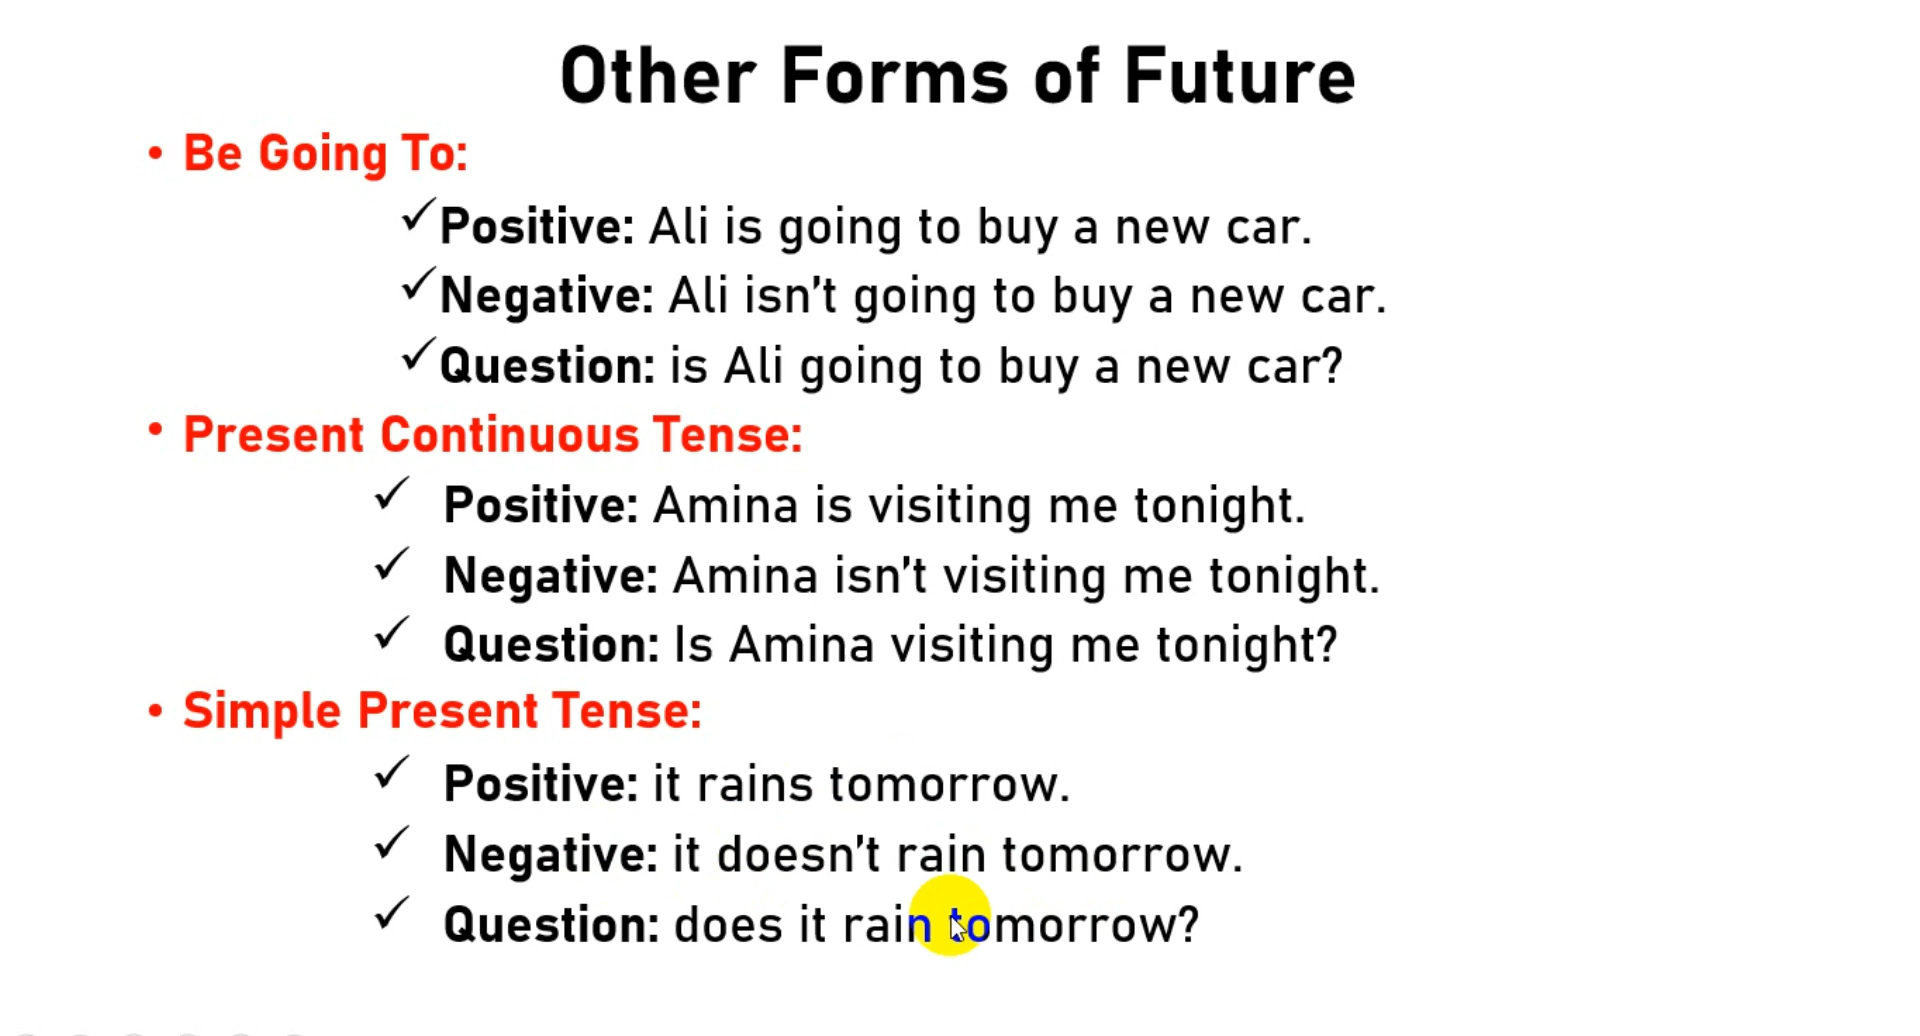 Other Forms of Future
• Be Going To:
✓Positive: Ali is going to buy a new car.
✓Negative: Ali isn't going to buy a new car.
✓Question: is Ali going to buy a new car?
• Present Continuous Tense:
✓ Positive: Amina is visiting me tonight.
✓ Negative: Amina isn't visiting me tonight.
✓ Question: Is Amina visiting me tonight?
• Simple Present Tense:
✓ Positive: it rains tomorrow.
✓ Negative: it doesn't rain tomorrow.
✓ Question: does it rain tomorrow?